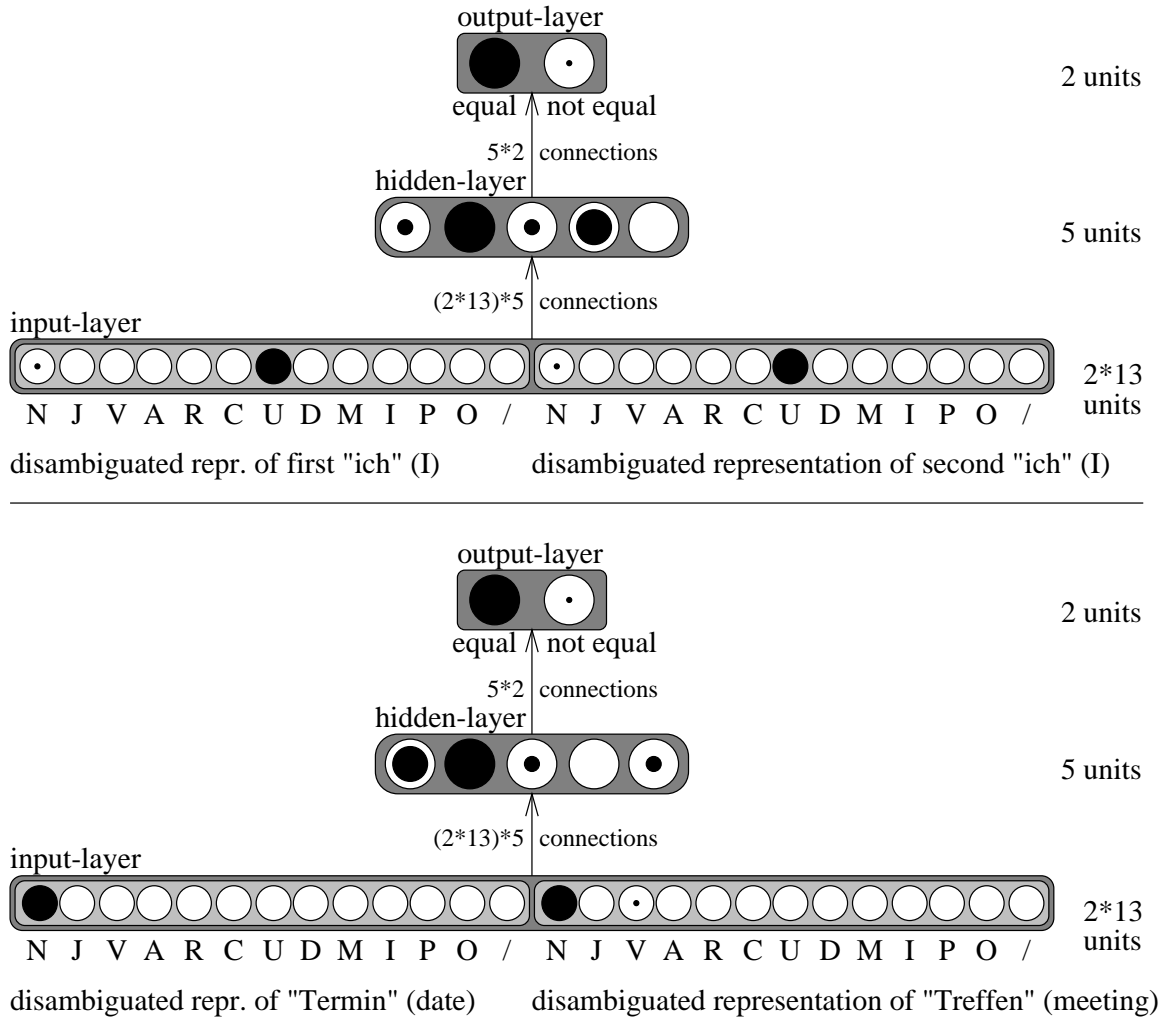 output-layer
2 units
equal not equal
5*2 connections
hidden-layer
5 units
(2*13)*5 connections
input-layer
2*13
units
N J V A R C U D M I P O / N J V A R C U D M I P O /
disambiguated repr. of first "ich" (I) disambiguated representation of second "ich" (I)
output-layer
2 units
equal not equal
5*2 connections
hidden-layer
5 units
(2*13)*5 connections
input-layer
2*13
units
N J V A R C U D M I P O / N J V A R C U D M I P O /
disambiguated repr. of "Termin" (date) disambiguated representation of "Treffen" (meeting)